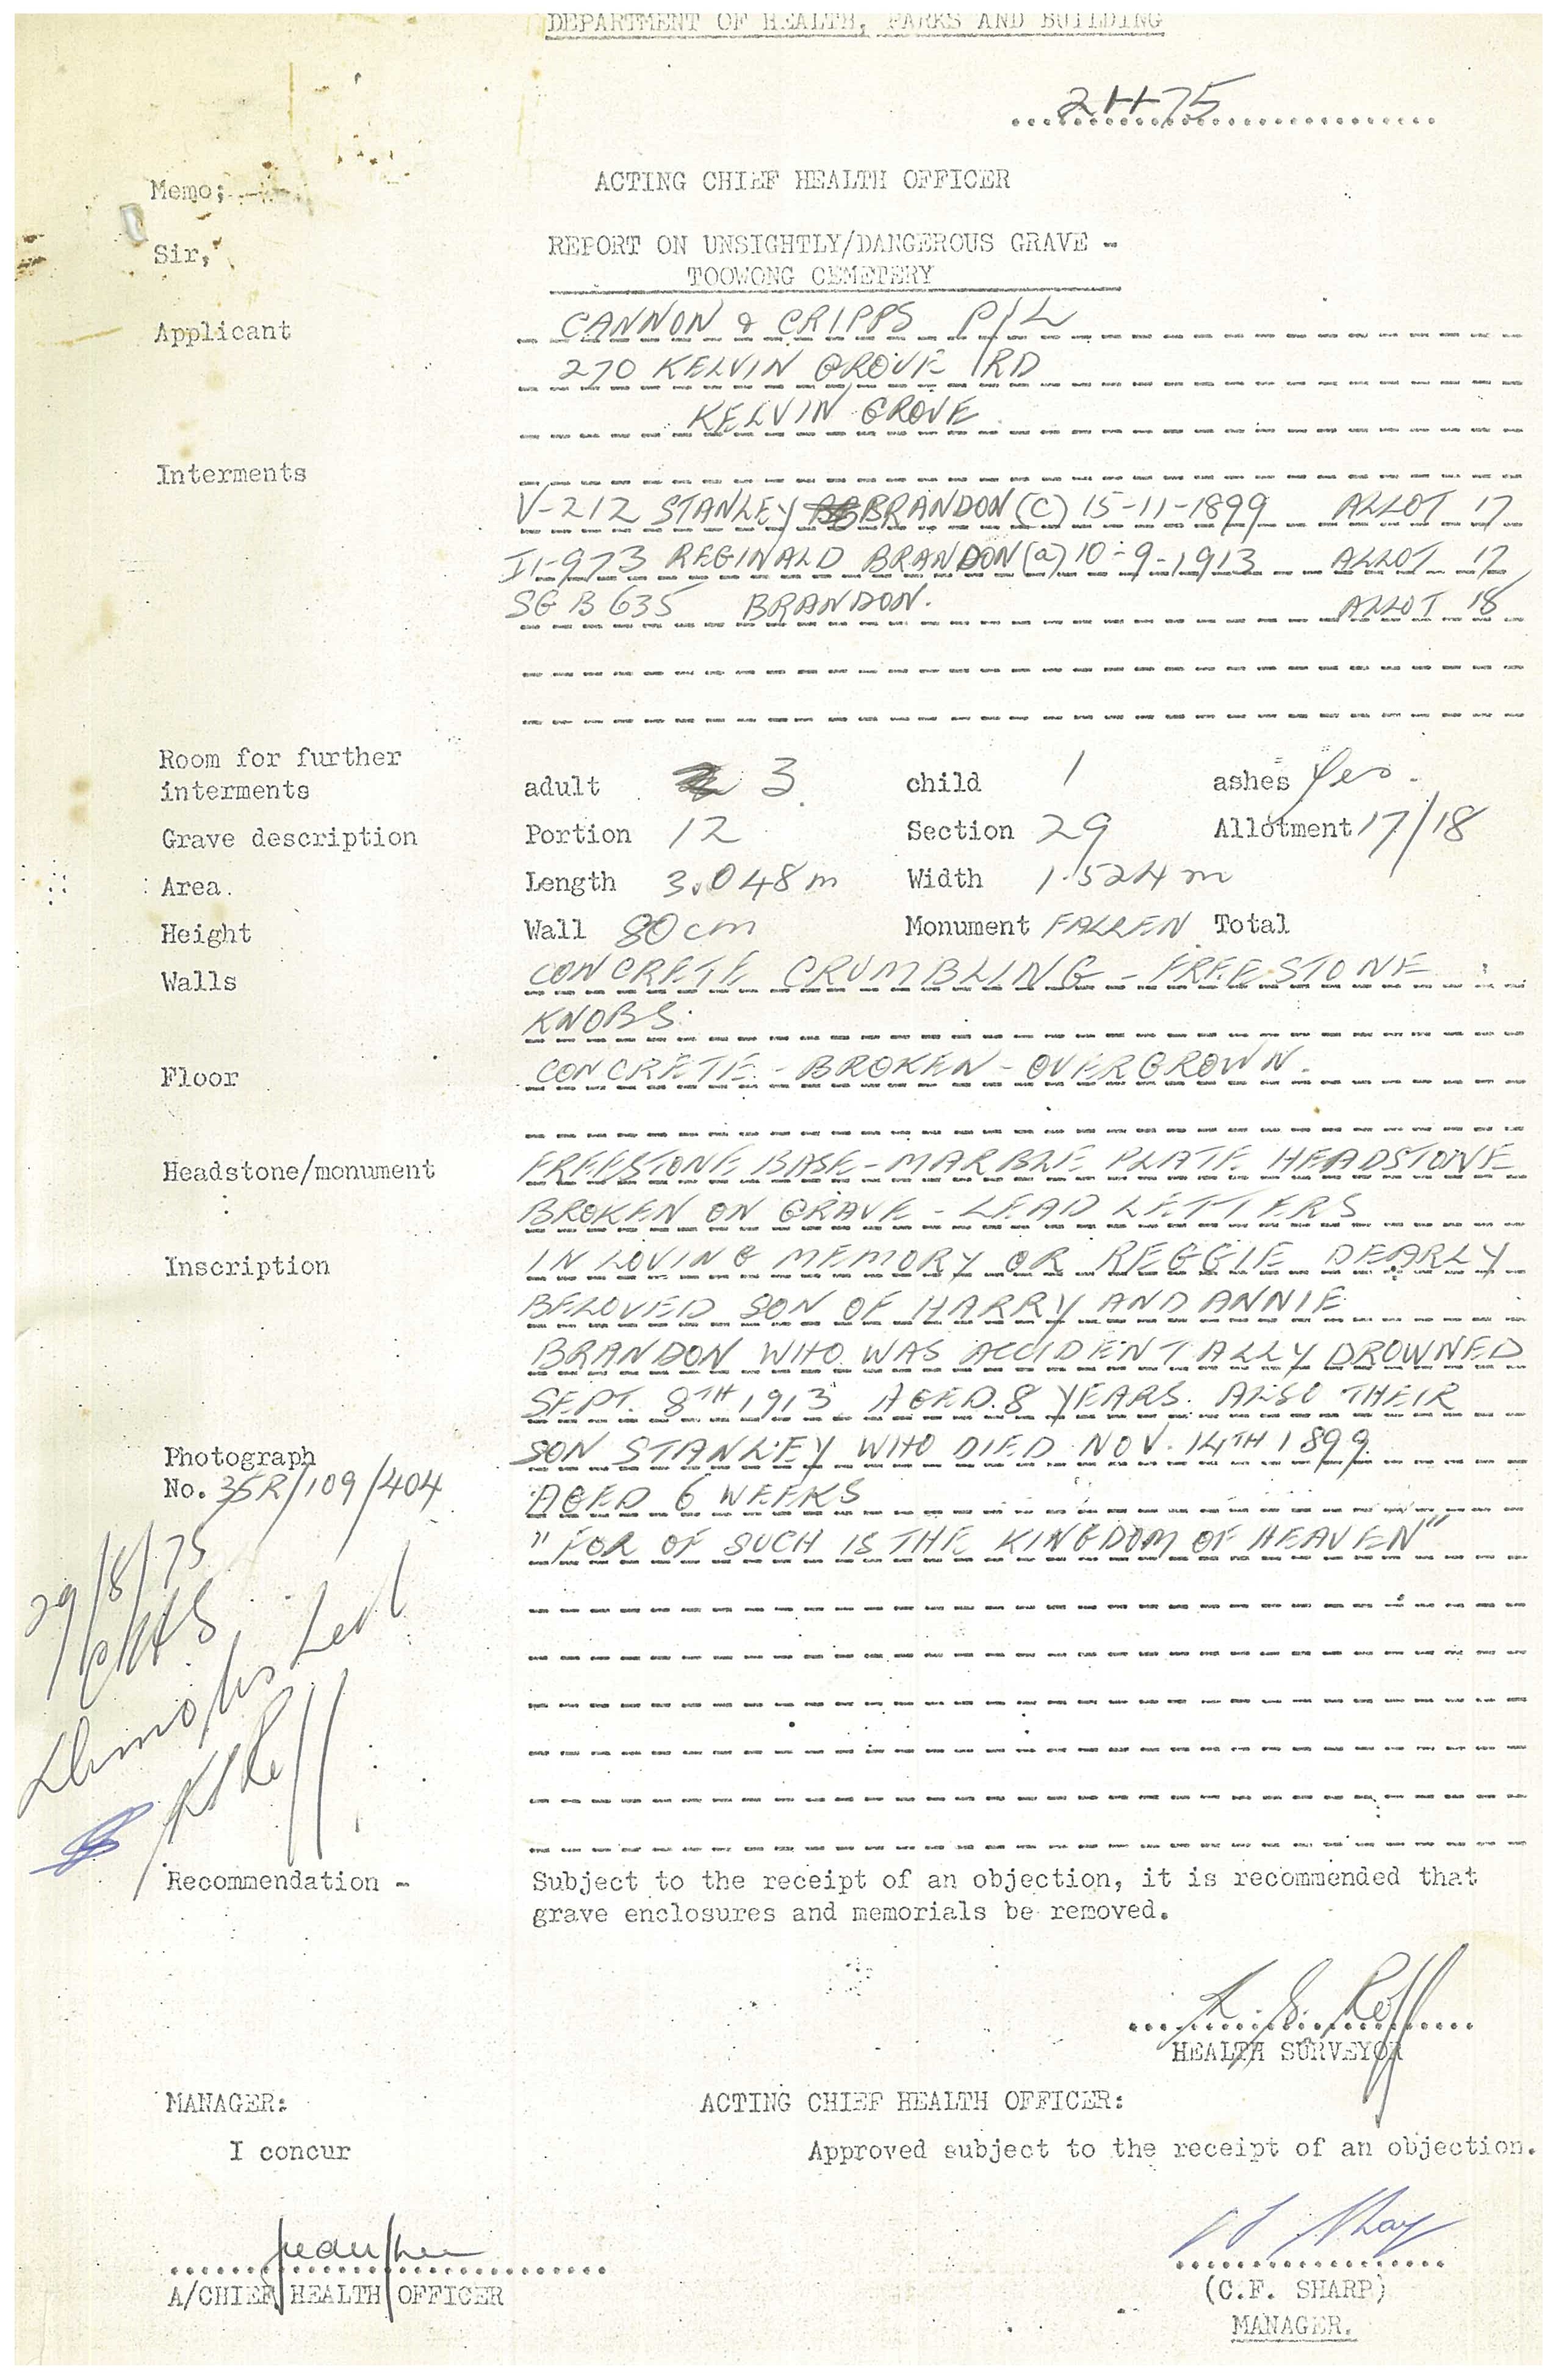 DEPARTMENT OF HEALTH, PARKS AND BUILDING
Memo; ACTING CHIEF HEALTH OFFICER
Sir, REPORT ON UNSIGHTLY/DANGEROUS GRAVE -
TOOWONG CEMETERY
Applicant CANNON & CRIPPS P/L
270 KELVIN GROVE RD
KELVIN GROVE
Interments
V-212 STANLEY BRANDON (C) 15-11-1899 ALLOT 17
II-973 REGINALD BRANDON (a) 10-9-1913 ALLOT 17
SG B 635 BRANDON. ALLOT 18
Room for further
interments adult 3 child 1 ashes Yes.
Grave description Portion 12 Section 29 Allotment 17/18
Area. Length 3.048m Width 1.524m
Height Wall 80cm Monument FALLEN Total
Walls CONCRETE CRUMBLING - FREESTONE
KNOBS.
Floor CONCRETE - BROKEN - OVERGROWN.
Headstone/monument FREESTONE BASE - MARBLE PLATE HEADSTONE
BROKEN ON GRAVE - LEAD LETTERS
Inscription IN LOVING MEMORY OR REGGIE DEARLY
BELOVED SON OF HARRY AND ANNIE
BRANDON WHO WAS ACCIDENTALLY DROWNED
SEPT. 8TH 1913 AGED 8 YEARS. ALSO THEIR
Photograph SON STANLEY WHO DIED NOV. 14TH 1899
No. 35R/109/404 AGED 6 WEEKS
"FOR OF SUCH IS THE KINGDOM OF HEAVEN"
29/8/75
Recommendation - Subject to the receipt of an objection, it is recommended that
grave enclosures and memorials be removed.
HEALTH SURVEYOR
MANAGER: ACTING CHIEF HEALTH OFFICER:
I concur Approved subject to the receipt of an objection.
A/CHIEF HEALTH OFFICER (C.F. SHARP)
MANAGER.